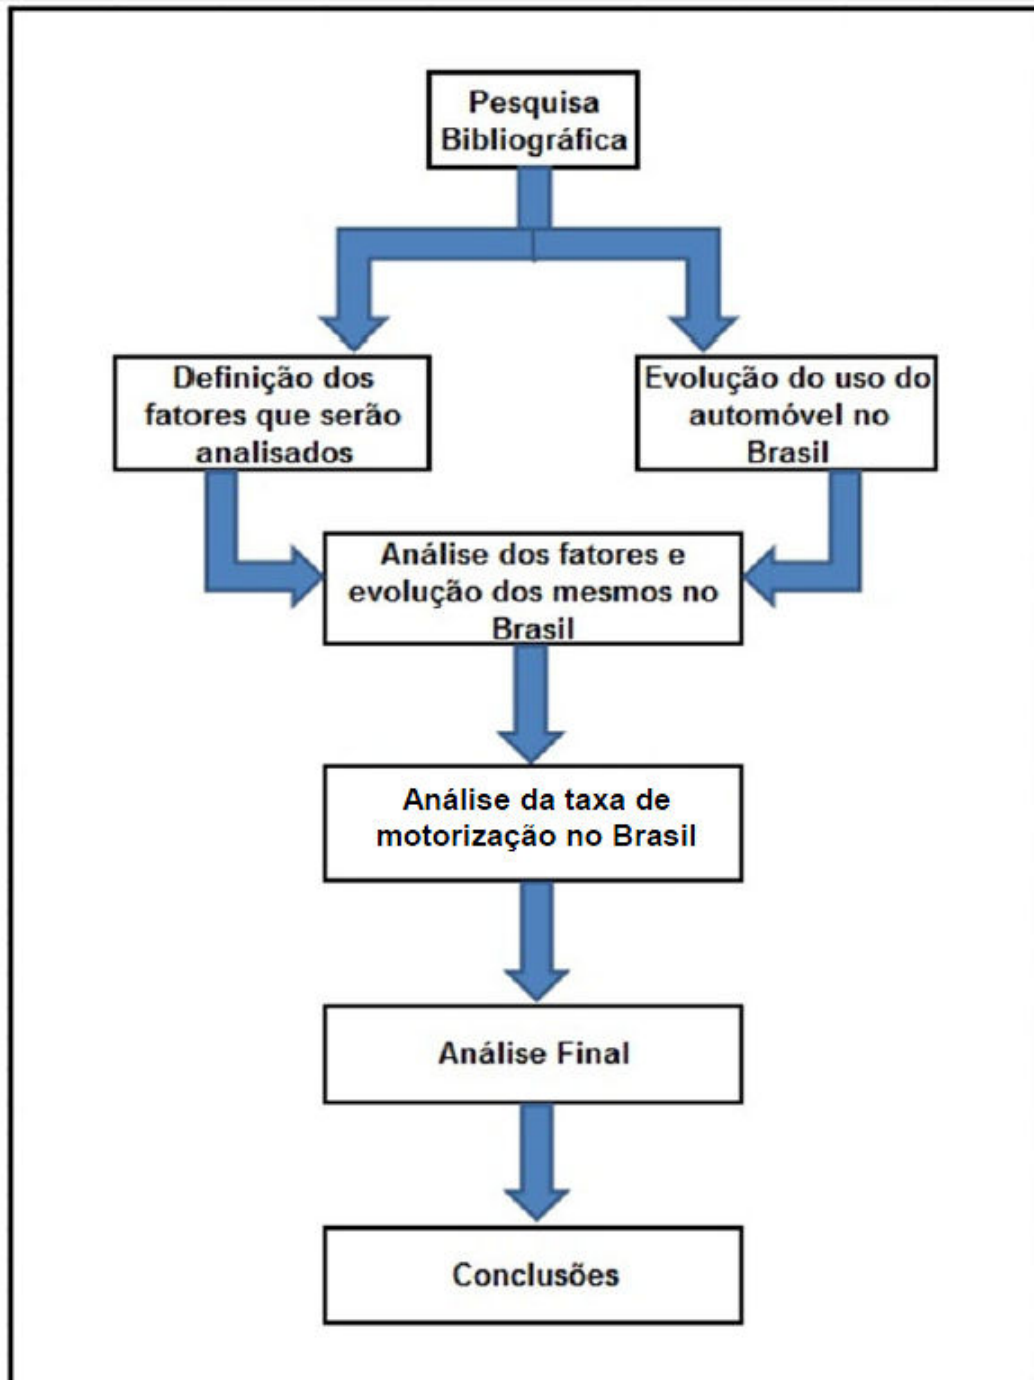 Pesquisa
Bibliográfica
Definição dos
fatores que serão
analisados
Evolução do uso do
automóvel no
Brasil
Análise dos fatores e
evolução dos mesmos no
Brasil
Análise da taxa de
motorização no Brasil
Análise Final
Conclusões